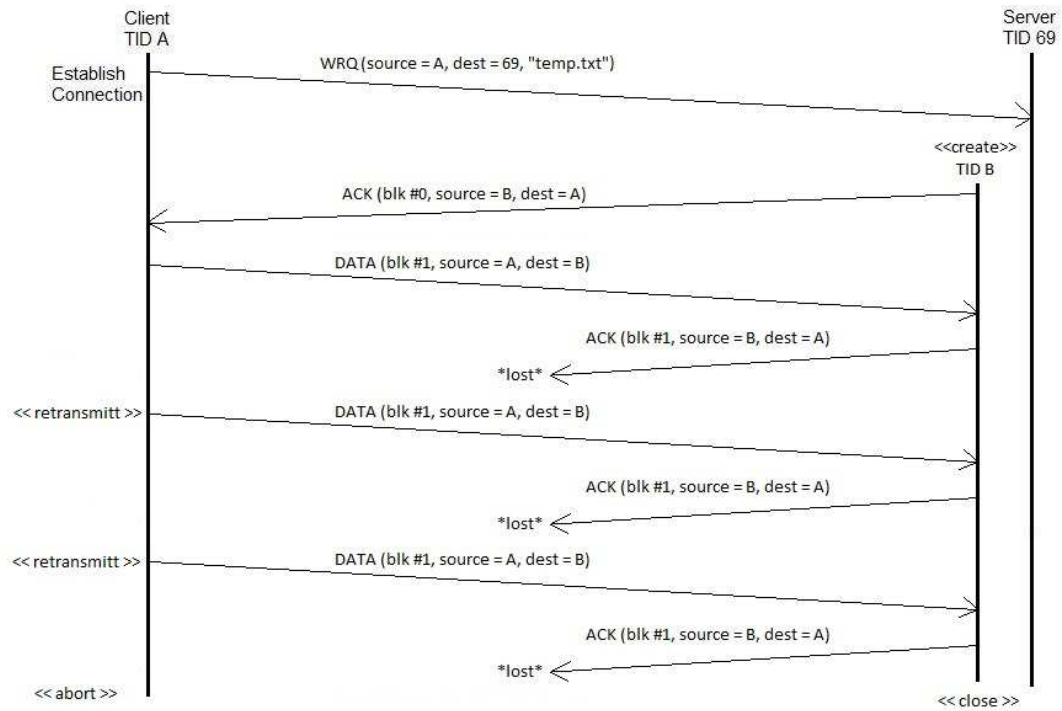 Client
TID A
Server
TID 69
Establish
Connection
WRQ (source = A, dest = 69, "temp.txt")
<<create>>
TID B
ACK (blk #0, source = B, dest = A)
DATA (blk #1, source = A, dest = B)
ACK (blk #1, source = B, dest = A)
*lost*
<< retransmitt >>
DATA (blk #1, source = A, dest = B)
ACK (blk #1, source = B, dest = A)
*lost*
<< retransmitt >>
DATA (blk #1, source = A, dest = B)
ACK (blk #1, source = B, dest = A)
*lost*
<< abort >>
<< close >>